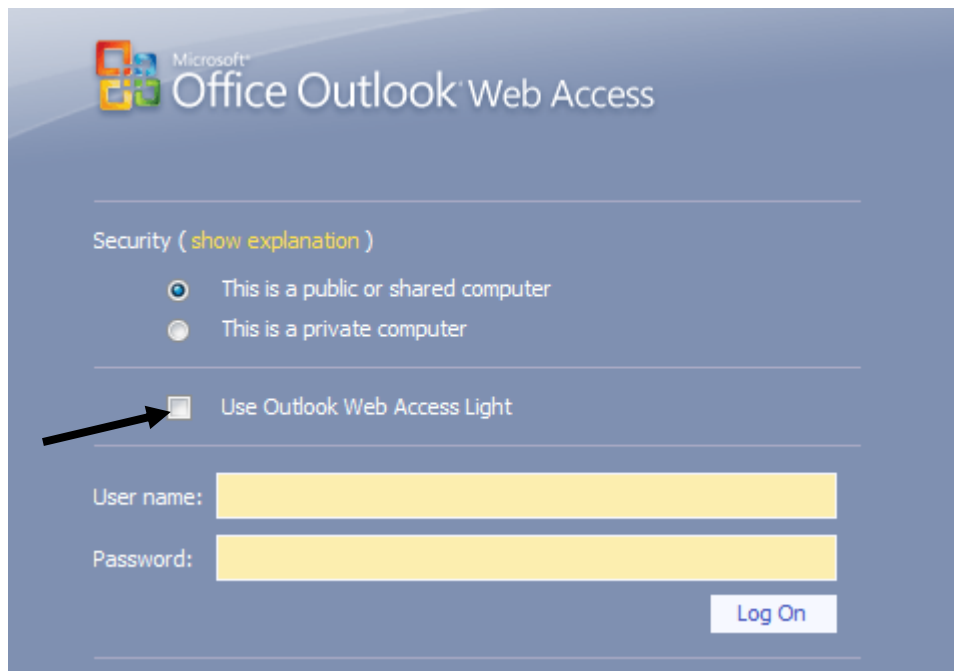 Microsoft®
Office Outlook® Web Access
Security ( show explanation )
This is a public or shared computer
This is a private computer
Use Outlook Web Access Light
User name:
Password:
Log On